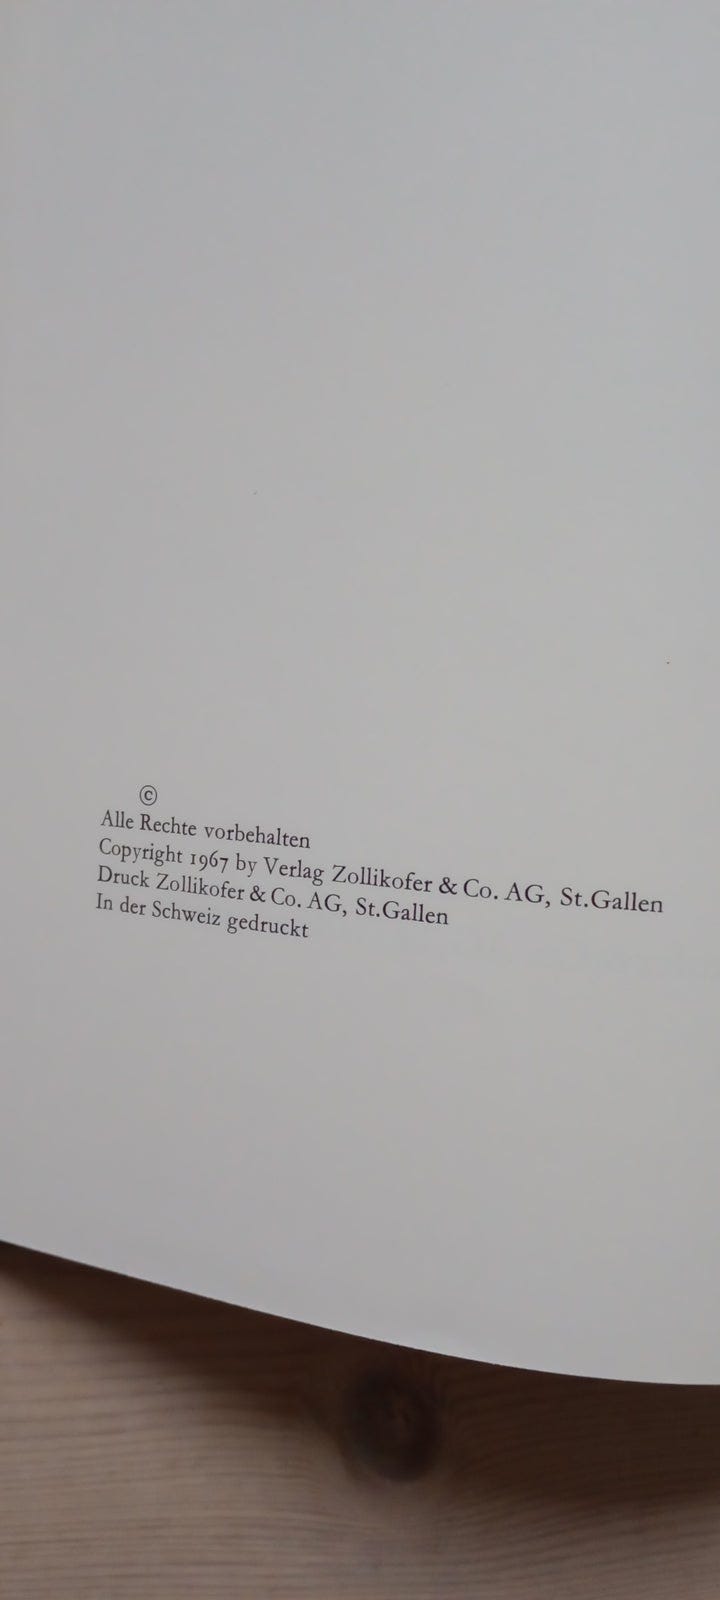 ©
Alle Rechte vorbehalten
Copyright 1967 by Verlag Zollikofer & Co. AG, St.Gallen
Druck Zollikofer & Co. AG, St.Gallen
In der Schweiz gedruckt